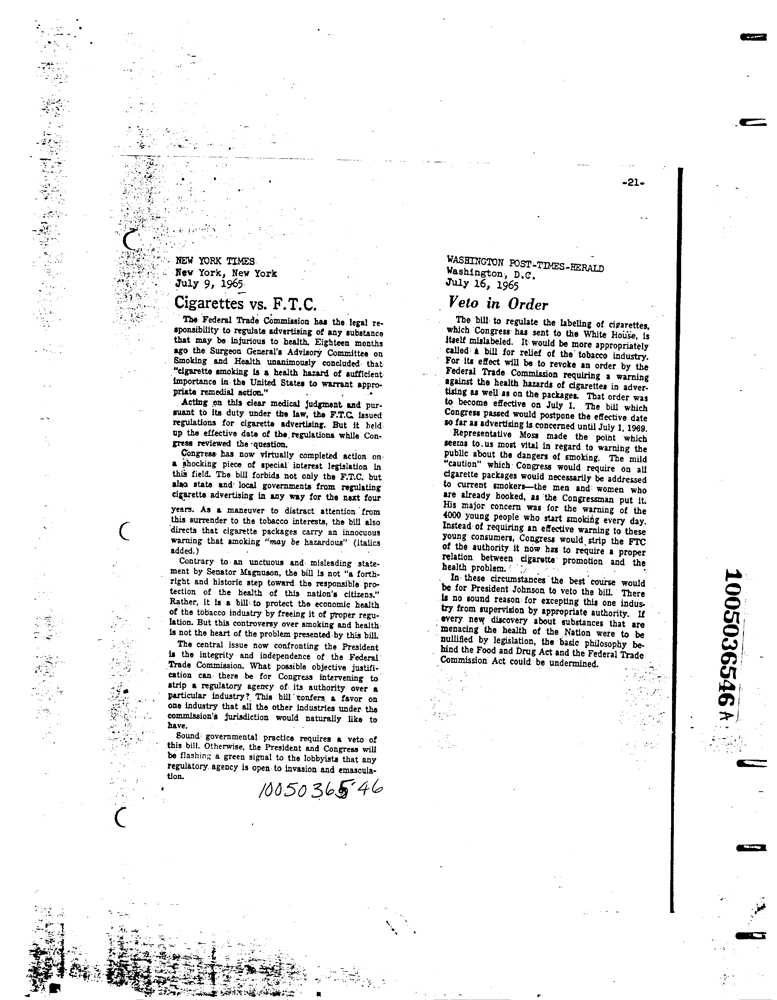 -21-
NEW YORK TIMES
New York, New York
July 9, 1965
Cigarettes vs. F.T.C.
The Federal Trade Commission has the legal re-
sponsibility to regulate advertising of any substance
that may be injurious to health. Eighteen months
ago the Surgeon General's Advisory Committee on
Smoking and Health unanimously concluded that
"cigarette smoking is a health hazard of sufficient
importance in the United States to warrant appro-
priate remedial action."
Acting on this clear medical judgment and pur-
suant to its duty under the law, the F.T.C. issued
regulations for cigarette advertising. But it held
up the effective date of the regulations while Con-
gress reviewed the question.
Congress has now virtually completed action on
a shocking piece of special interest legislation in
this field. The bill forbids not only the F.T.C. but
also state and local governments from regulating
cigarette advertising in any way for the next four
years. As a maneuver to distract attention from
this surrender to the tobacco interests, the bill also
directs that cigarette packages carry an innocuous
warning that smoking "may be hazardous" (italics
added.)
Contrary to an unctuous and misleading state-
ment by Senator Magnuson, the bill is not "a forth-
right and historic step toward the responsible pro-
tection of the health of this nation's citizens."
Rather, it is a bill to protect the economic health
of the tobacco industry by freeing it of proper regu-
lation. But this controversy over smoking and health
is not the heart of the problem presented by this bill.
The central issue now confronting the President
is the integrity and independence of the Federal
Trade Commission. What possible objective justifi-
cation can there be for Congress intervening to
strip a regulatory agency of its authority over a
particular industry? This bill confers a favor on
one industry that all the other industries under the
commission's jurisdiction would naturally like to
have.
Sound governmental practice requires a veto of
this bill. Otherwise, the President and Congress will
be flashing a green signal to the lobbyists that any
regulatory agency is open to invasion and emascula-
tion.
1005036546
WASHINGTON POST-TIMES-HERALD
Washington, D.C.
July 16, 1965
Veto in Order
The bill to regulate the labeling of cigarettes,
which Congress has sent to the White House, is
itself mislabeled. It would be more appropriately
called a bill for relief of the tobacco industry.
For its effect will be to revoke an order by the
Federal Trade Commission requiring a warning
against the health hazards of cigarettes in adver-
tising as well as on the packages. That order was
to become effective on July 1. The bill which
Congress passed would postpone the effective date
so far as advertising is concerned until July 1, 1969.
Representative Moss made the point which
seems to us most vital in regard to warning the
public about the dangers of smoking. The mild
"caution" which Congress would require on all
cigarette packages would necessarily be addressed
to current smokers—the men and women who
are already hooked, as the Congressman put it.
His major concern was for the warning of the
4000 young people who start smoking every day.
Instead of requiring an effective warning to these
young consumers, Congress would strip the FTC
of the authority it now has to require a proper
relation between cigarette promotion and the
health problem.
In these circumstances the best course would
be for President Johnson to veto the bill. There
is no sound reason for excepting this one indus-
try from supervision by appropriate authority. If
every new discovery about substances that are
menacing the health of the Nation were to be
nullified by legislation, the basic philosophy be-
hind the Food and Drug Act and the Federal Trade
Commission Act could be undermined.
1005036546 A